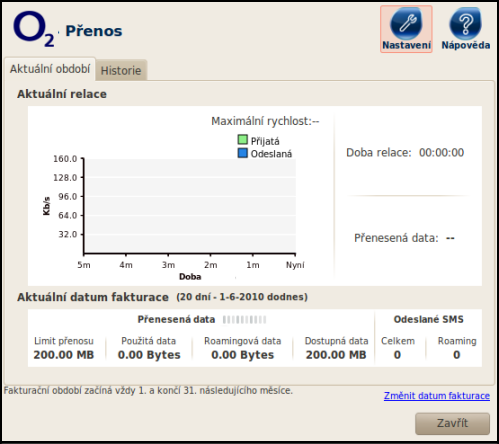 O2 Přenos
Nastavení
Nápověda
Aktuální období
Historie
Aktuální relace
Maximální rychlost:--
Přijatá
Odeslaná
160.0
128.0
96.0
64.0
32.0
Kb/s
5m 4m 3m 2m 1m Nyní
Doba
Doba relace: 00:00:00
Přenesená data: --
Aktuální datum fakturace (20 dní - 1-6-2010 dodnes)
Přenesená data
Odeslané SMS
Limit přenosu Použitá data Roamingová data Dostupná data Celkem Roaming
200.00 MB 0.00 Bytes 0.00 Bytes 200.00 MB 0 0
Fakturační období začíná vždy 1. a končí 31. následujícího měsíce.
Změnit datum fakturace
Zavřít